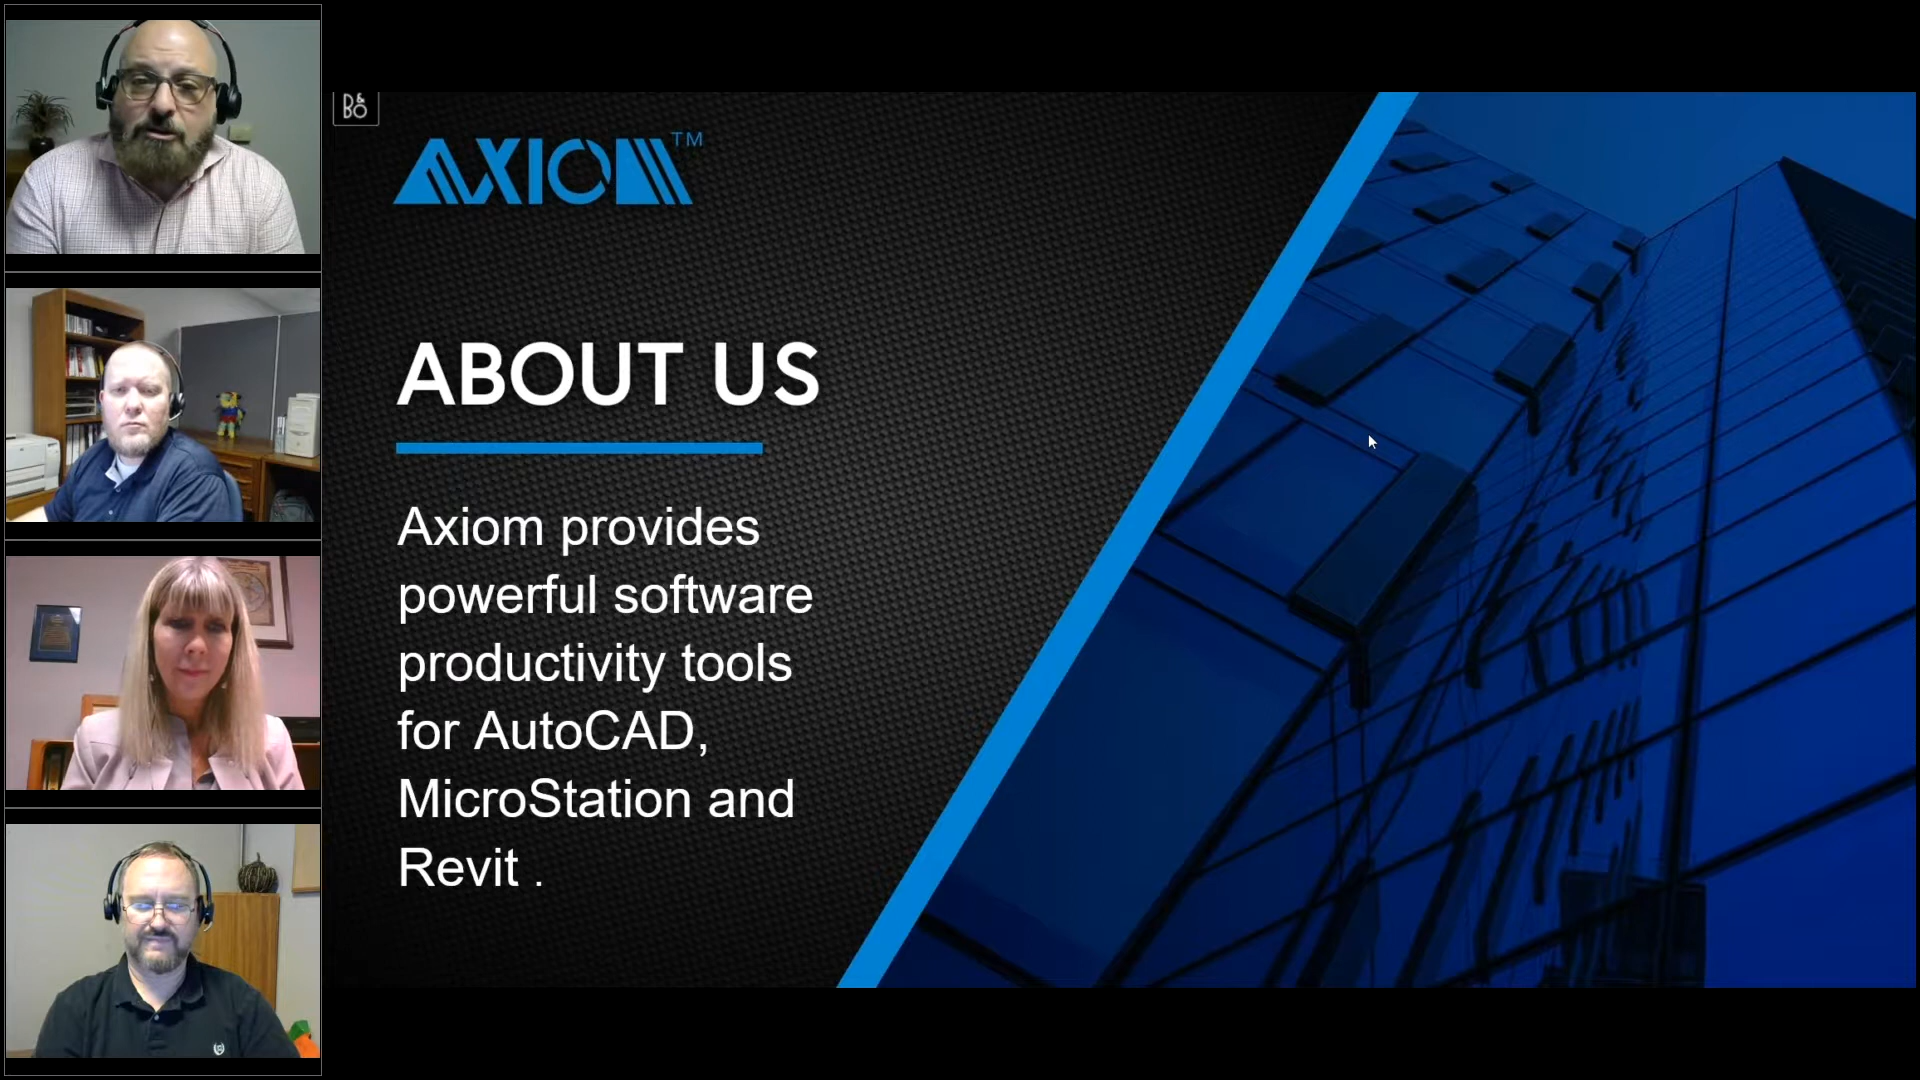 B&O
AXIOM™
ABOUT US
Axiom provides
powerful software
productivity tools
for AutoCAD,
MicroStation and
Revit .